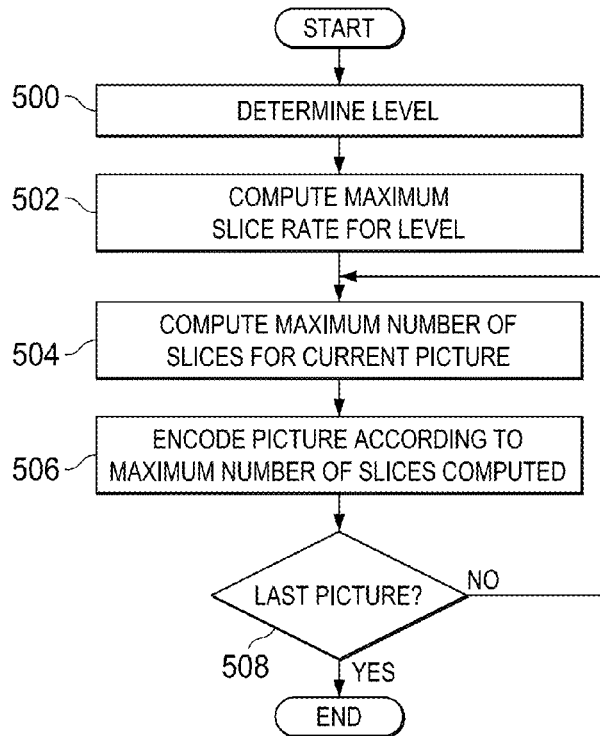 START
500
DETERMINE LEVEL
502
COMPUTE MAXIMUM
SLICE RATE FOR LEVEL
504
COMPUTE MAXIMUM NUMBER OF
SLICES FOR CURRENT PICTURE
506
ENCODE PICTURE ACCORDING TO
MAXIMUM NUMBER OF SLICES COMPUTED
LAST PICTURE?
NO
508
YES
END